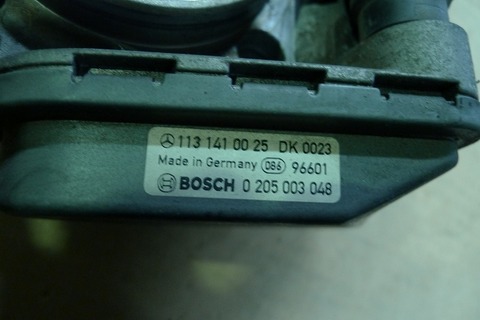 113 141 00 25 DK 0023
Made in Germany 086 96601
BOSCH 0 205 003 048